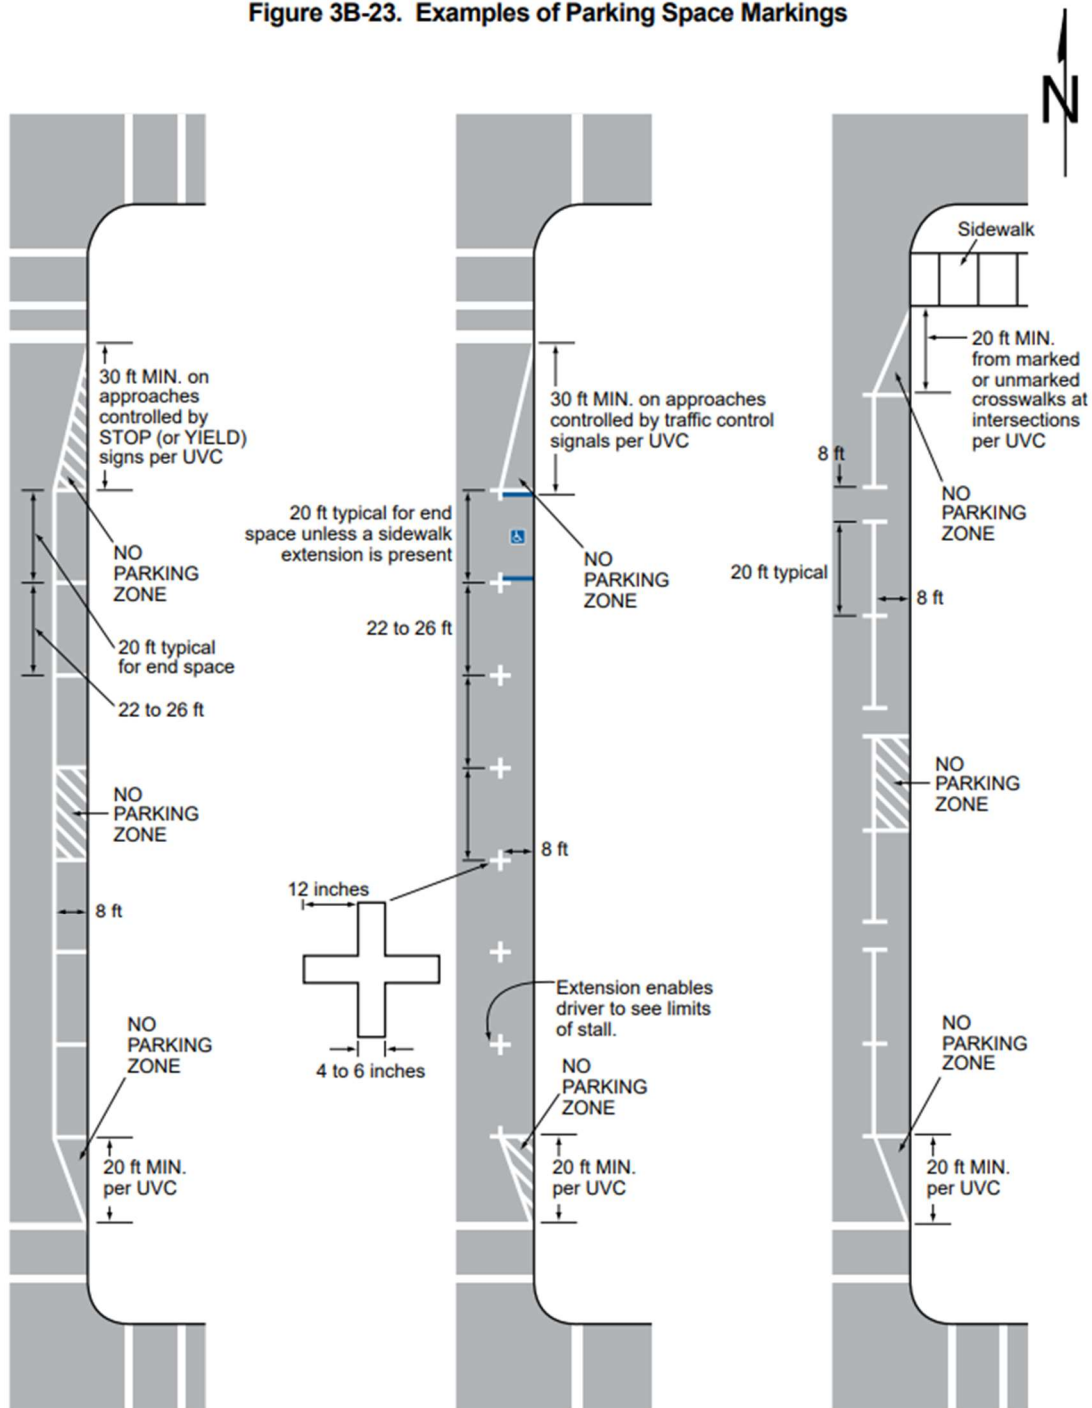 Figure 3B-23.  Examples of Parking Space Markings
N
30 ft MIN. on
approaches
controlled by
STOP (or YIELD)
signs per UVC
NO
PARKING
ZONE
20 ft typical
for end space
22 to 26 ft
NO
PARKING
ZONE
8 ft
NO
PARKING
ZONE
20 ft MIN.
per UVC
30 ft MIN. on approaches
controlled by traffic control
signals per UVC
20 ft typical for end
space unless a sidewalk
extension is present
NO
PARKING
ZONE
22 to 26 ft
8 ft
12 inches
4 to 6 inches
Extension enables
driver to see limits
of stall.
NO
PARKING
ZONE
20 ft MIN.
per UVC
Sidewalk
20 ft MIN.
from marked
or unmarked
crosswalks at
intersections
per UVC
8 ft
NO
PARKING
ZONE
20 ft typical
8 ft
NO
PARKING
ZONE
NO
PARKING
ZONE
20 ft MIN.
per UVC